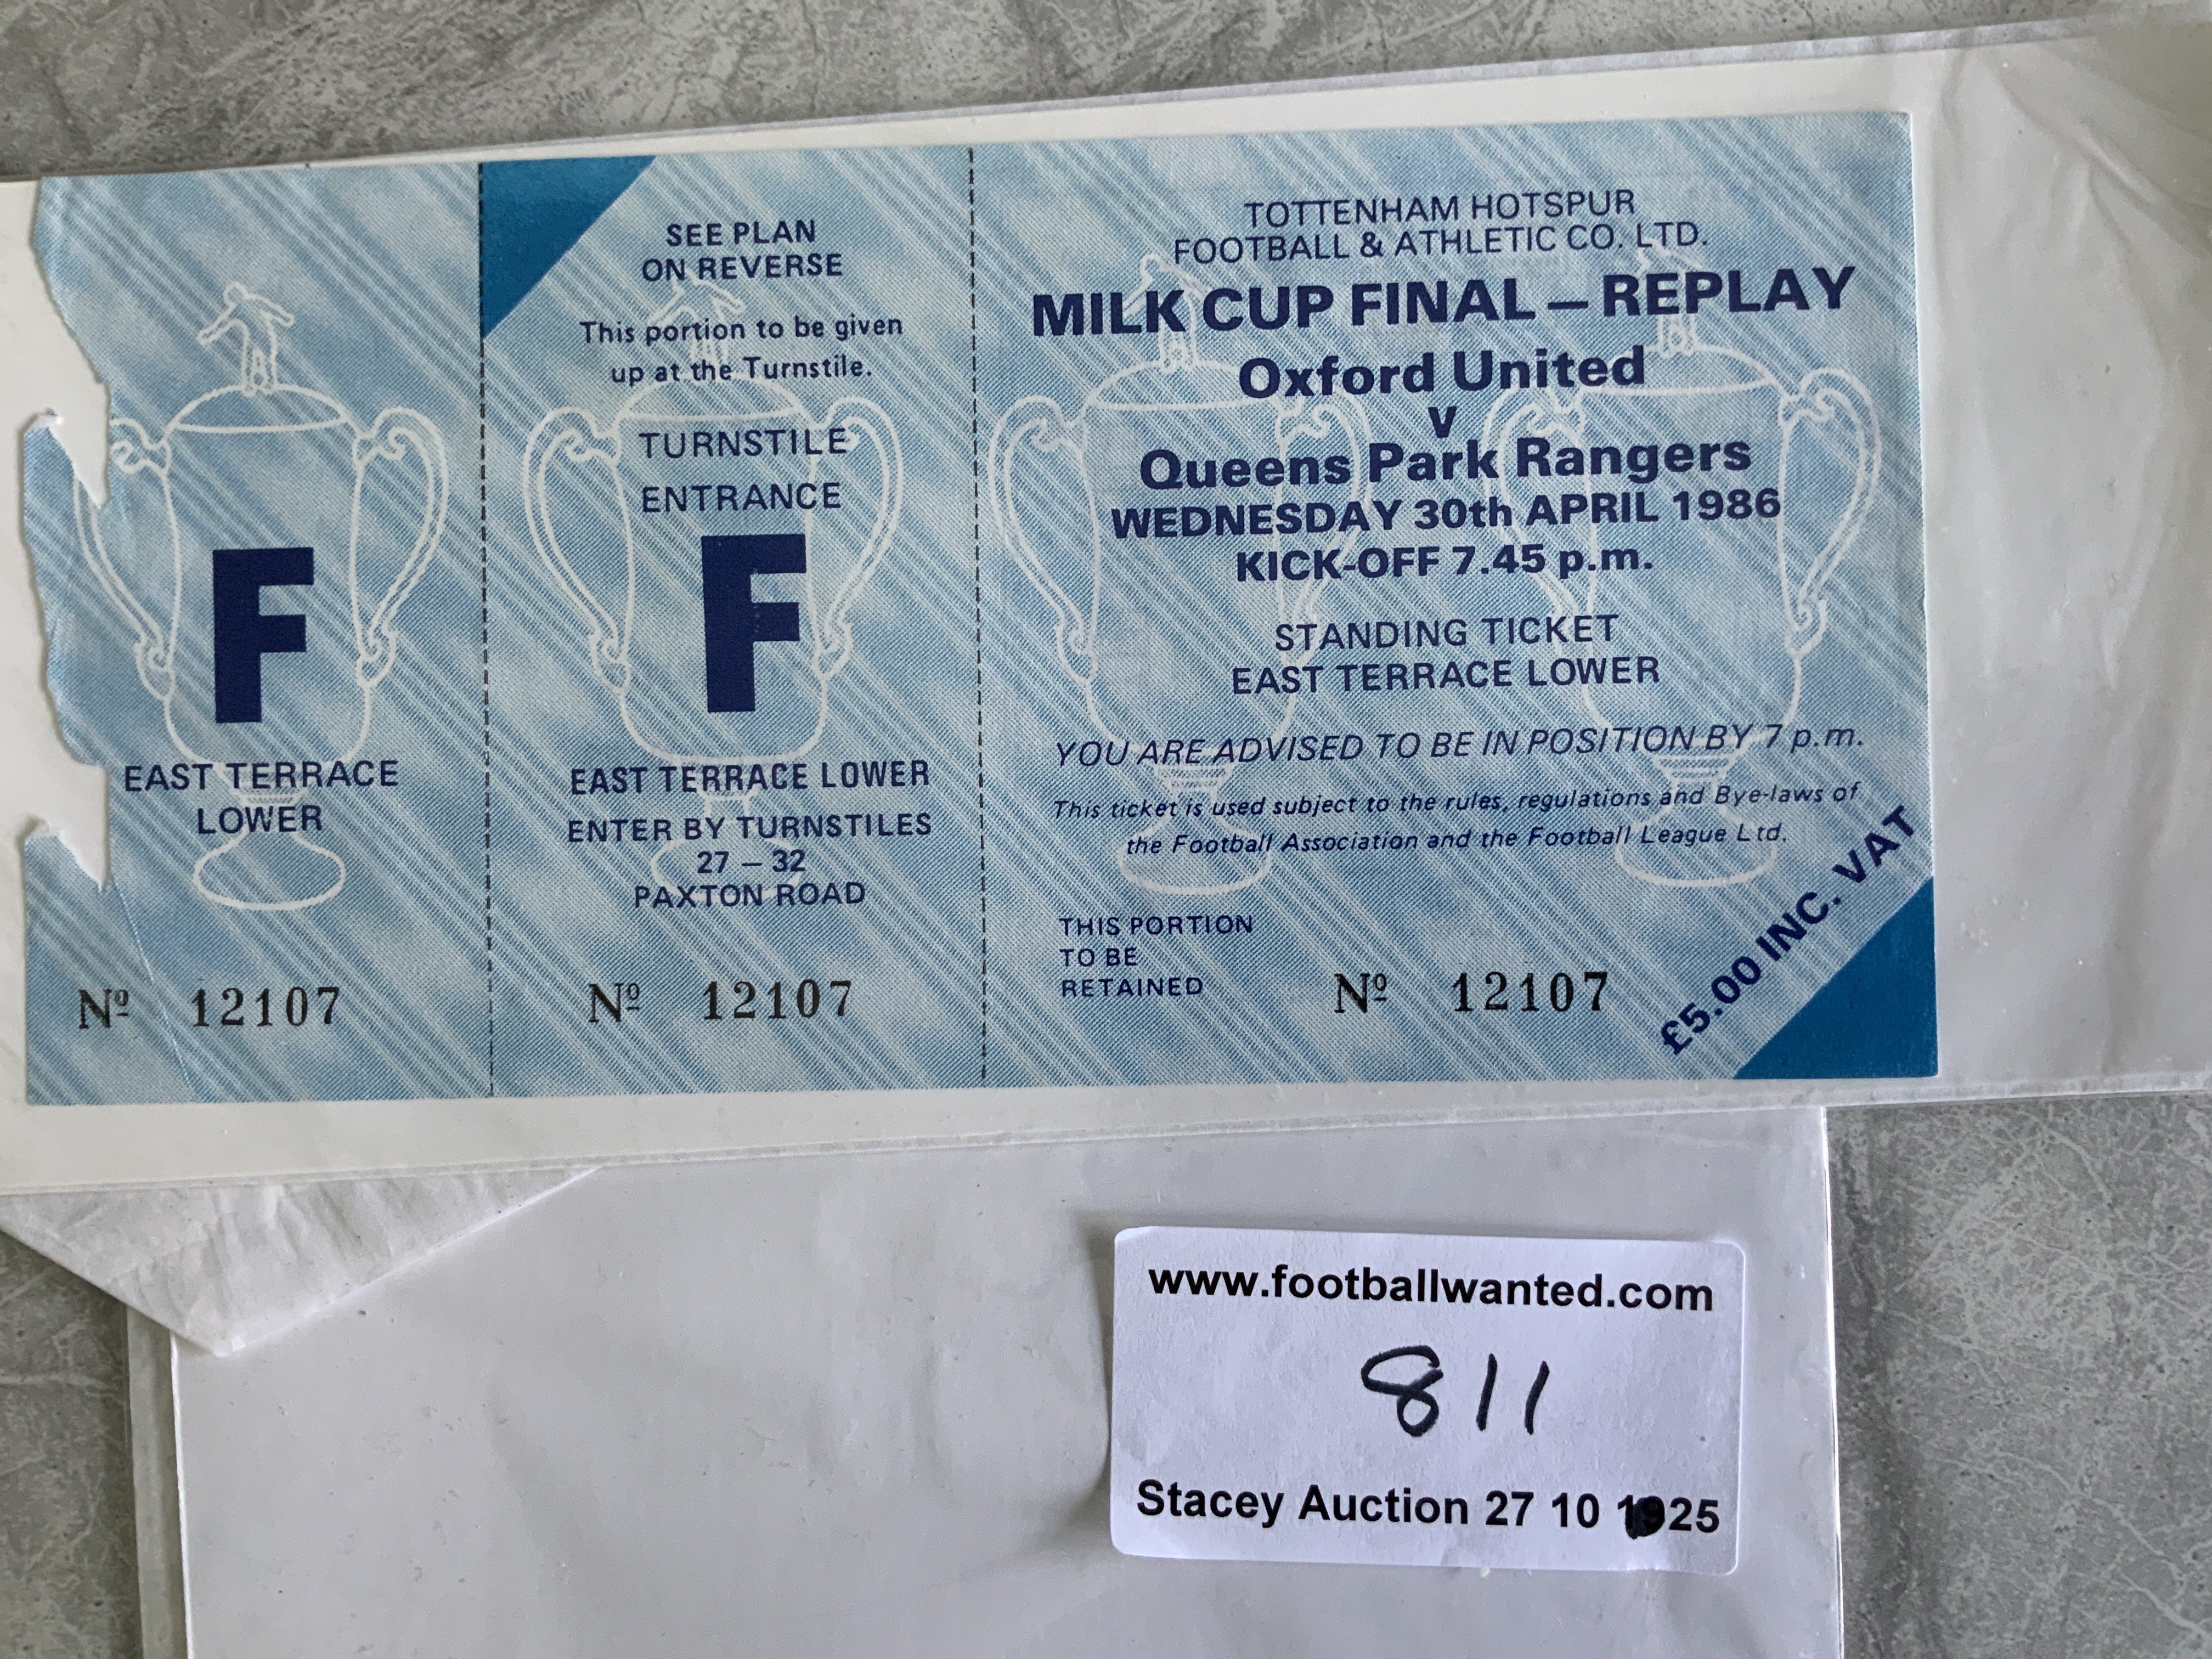 F
EAST TERRACE
LOWER
Nº 12107
SEE PLAN
ON REVERSE
This portion to be given
up at the Turnstile.
TURNSTILE
ENTRANCE
F
EAST TERRACE LOWER
ENTER BY TURNSTILES
27 – 32
PAXTON ROAD
Nº 12107
TOTTENHAM HOTSPUR
FOOTBALL & ATHLETIC CO. LTD.
MILK CUP FINAL – REPLAY
Oxford United
v
Queens Park Rangers
WEDNESDAY 30th APRIL 1986
KICK-OFF 7.45 p.m.
STANDING TICKET
EAST TERRACE LOWER
YOU ARE ADVISED TO BE IN POSITION BY 7 p.m.
This ticket is used subject to the rules, regulations and Bye-laws of
the Football Association and the Football League Ltd.
THIS PORTION
TO BE
RETAINED
Nº 12107
£5.00 INC. VAT
www.footballwanted.com
811
Stacey Auction 27 10 25